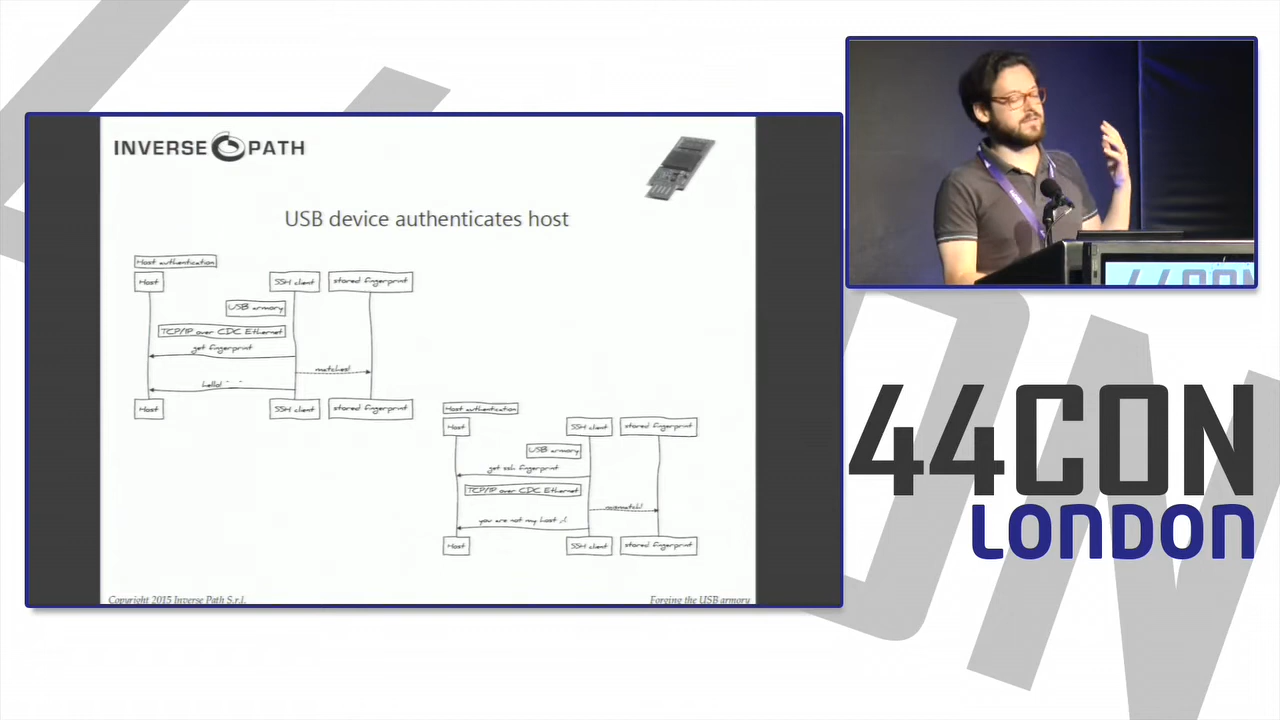 INVERSE PATH
USB device authenticates host
Host authentication
Host
SSH client
stored fingerprint
USB armory
TCP/IP over CDC Ethernet
get fingerprint
matches!
hello!
Host
SSH client
stored fingerprint
Host authentication
Host
SSH client
stored fingerprint
USB armory
get ssh fingerprint
TCP/IP over CDC Ethernet
mismatch!
you are not my host :(
Host
SSH client
stored fingerprint
Copyright 2015 Inverse Path S.r.l.
Forging the USB armory
44CON
44CON
LONDON